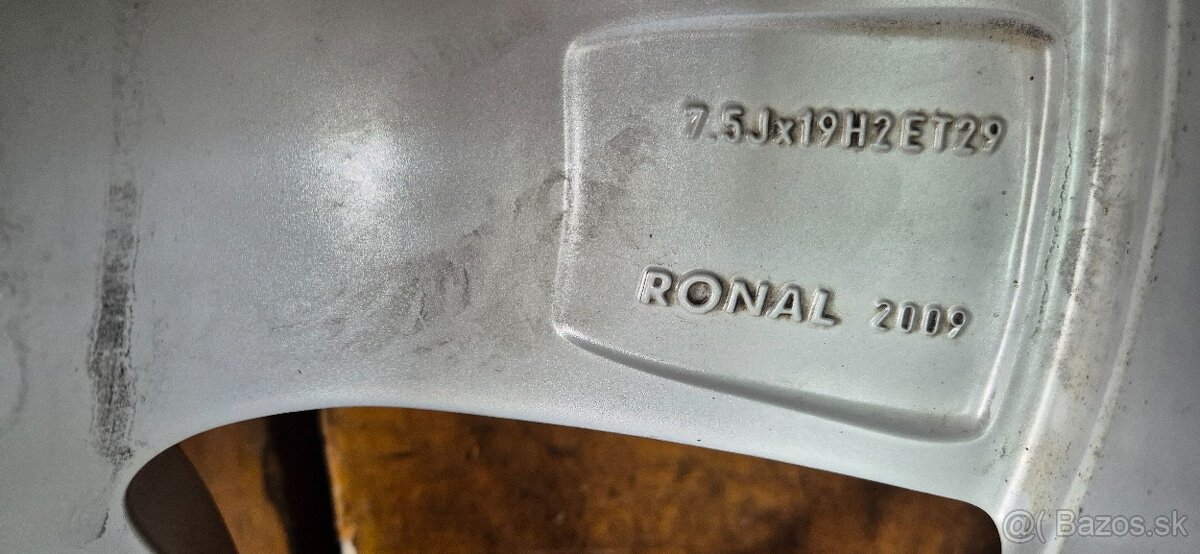 7.5Jx19H2ET29
RONAL 2009
@( Bazos.sk